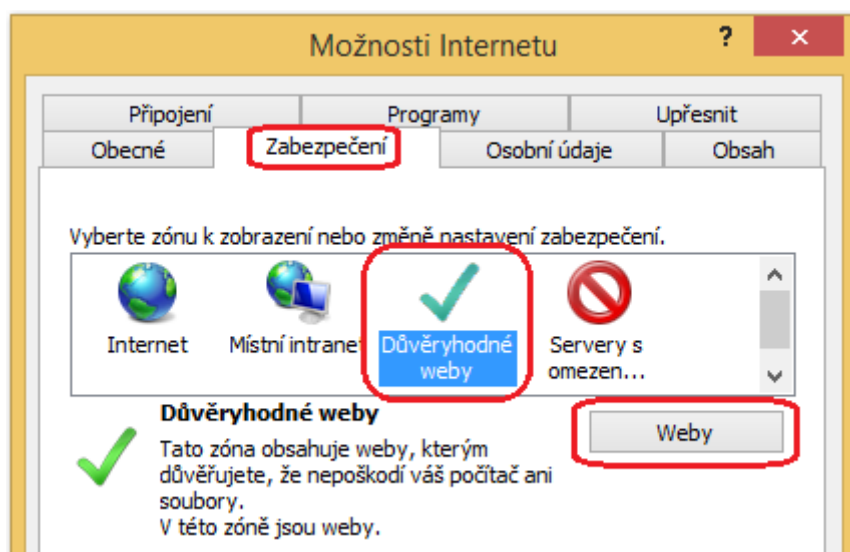 Možnosti Internetu
?
×
Připojení
Programy
Upřesnit
Obecné
Zabezpečení
Osobní údaje
Obsah
Vyberte zónu k zobrazení nebo změně nastavení zabezpečení.
Internet
Místní intranet
Důvěryhodné
weby
Servery s
omezen...
Důvěryhodné weby
Weby
Tato zóna obsahuje weby, kterým
důvěřujete, že nepoškodí váš počítač ani
soubory.
V této zóně jsou weby.